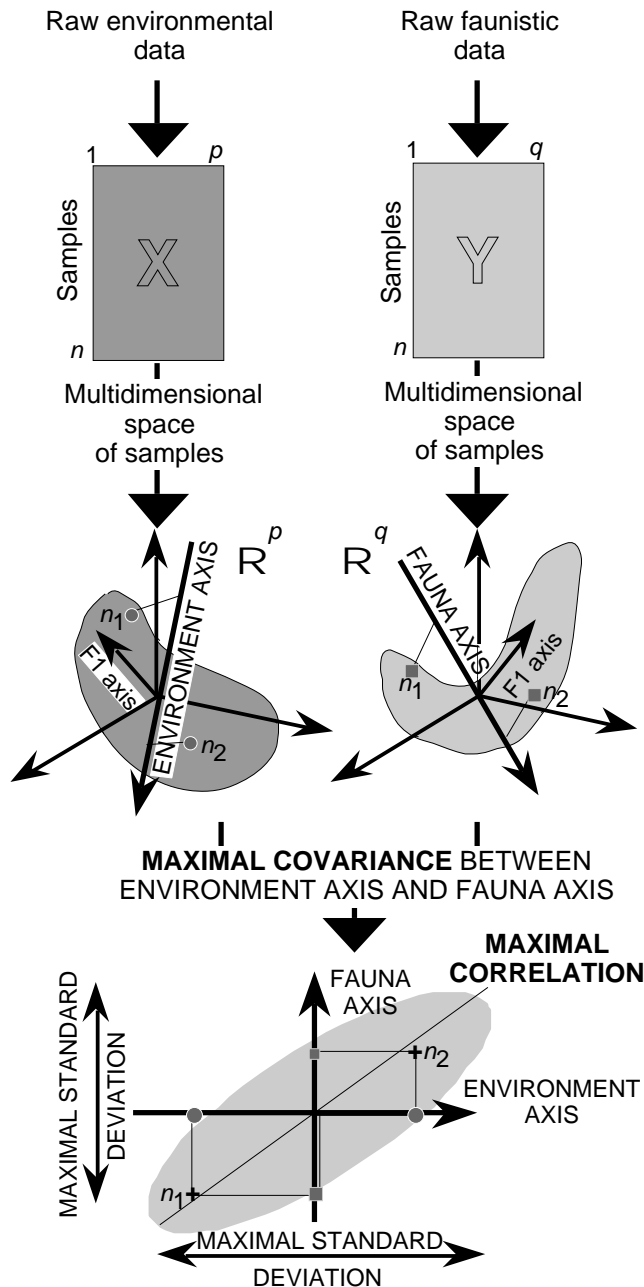 Raw environmental
data
Raw faunistic
data
1
p
Samples
X
n
1
q
Samples
Y
n
Multidimensional
space
of samples
Multidimensional
space
of samples
R p
ENVIRONMENT AXIS
n1
F1 axis
n2
R q
FAUNA AXIS
n1
F1 axis
n2
MAXIMAL COVARIANCE BETWEEN
ENVIRONMENT AXIS AND FAUNA AXIS
MAXIMAL
CORRELATION
FAUNA
AXIS
MAXIMAL STANDARD
DEVIATION
n2
ENVIRONMENT
AXIS
n1
MAXIMAL STANDARD
DEVIATION